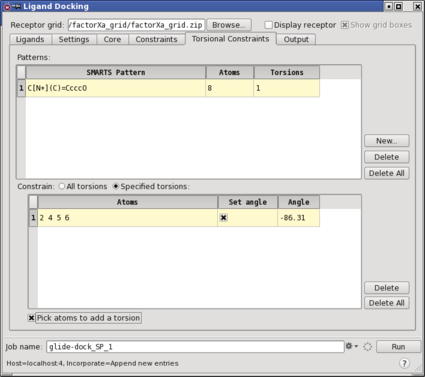 Ligand Docking
Receptor grid: /factorXa_grid/factorXa_grid.zip Browse... Display receptor Show grid boxes
Ligands Settings Core Constraints Torsional Constraints Output
Patterns:
SMARTS Pattern Atoms Torsions
1 C[N+](C)=CcccO 8 1
New...
Delete
Delete All
Constrain: All torsions Specified torsions:
Atoms Set angle Angle
1 2 4 5 6 -86.31
Delete
Delete All
Pick atoms to add a torsion
Job name: glide-dock_SP_1 Run
Host=localhost:4, Incorporate=Append new entries ?